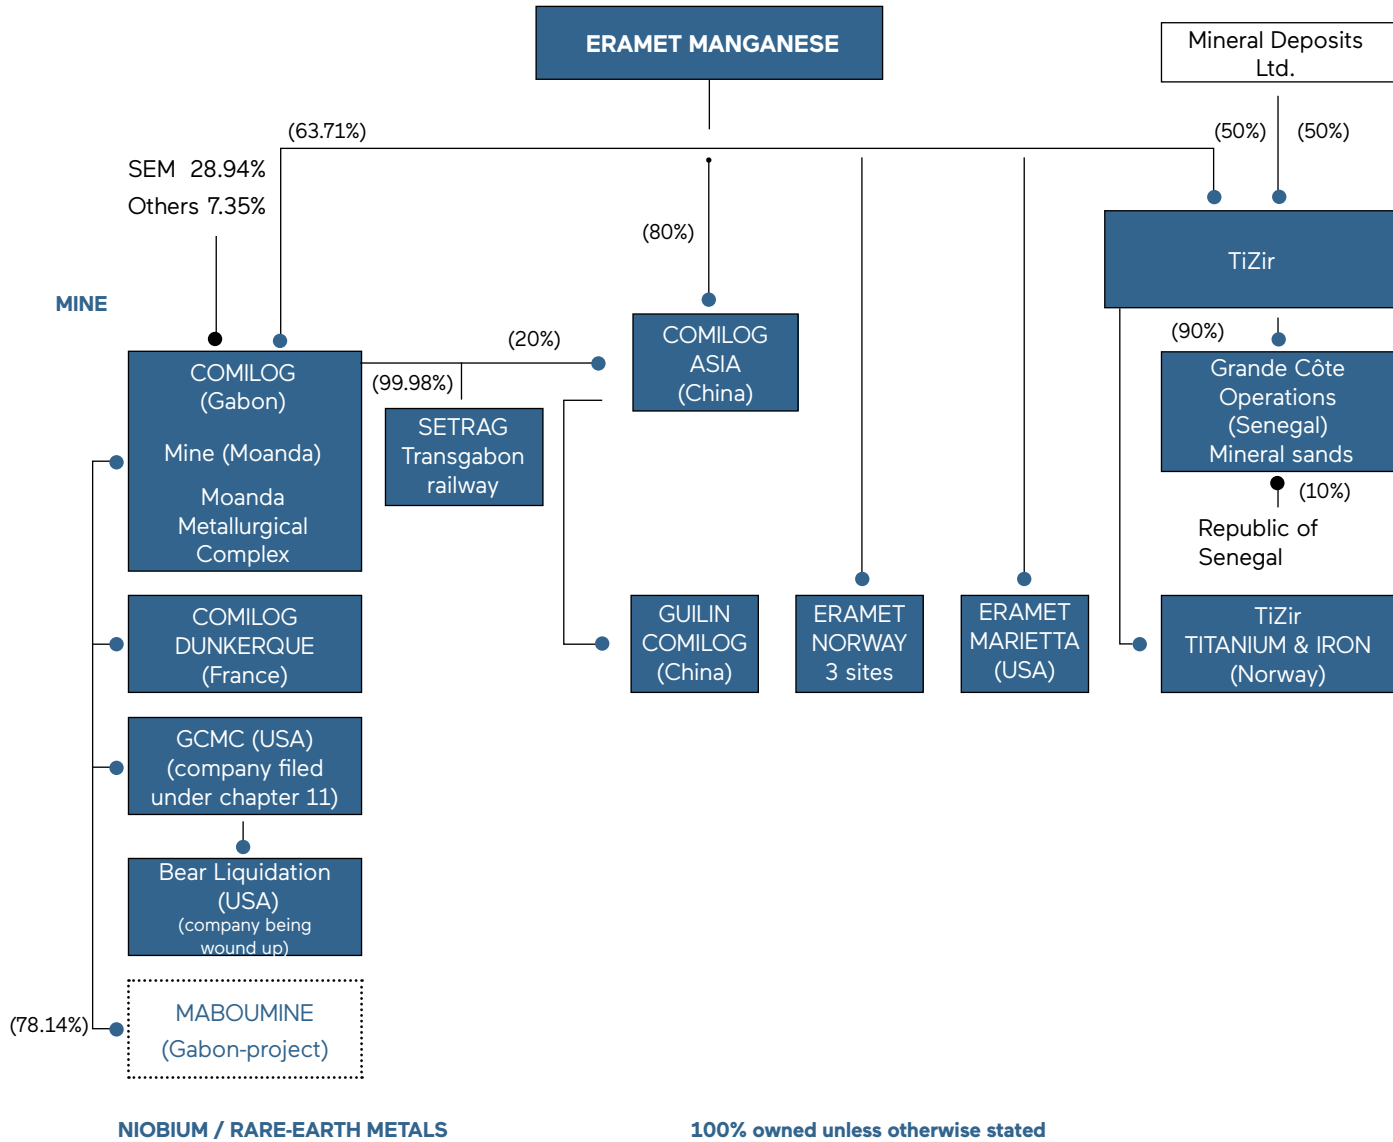 ERAMET MANGANESE
Mineral Deposits
Ltd.
(63.71%)
(50%)
(50%)
SEM 28.94%
Others 7.35%
(80%)
TiZir
MINE
(20%)
(99.98%)
(90%)
COMILOG
(Gabon)
Mine (Moanda)
Moanda
Metallurgical
Complex
SETRAG
Transgabon
railway
COMILOG
ASIA
(China)
Grande Côte
Operations
(Senegal)
Mineral sands
(10%)
Republic of
Senegal
COMILOG
DUNKERQUE
(France)
GUILIN
COMILOG
(China)
ERAMET
NORWAY
3 sites
ERAMET
MARIETTA
(USA)
TiZir
TITANIUM & IRON
(Norway)
GCMC (USA)
(company filed
under chapter 11)
Bear Liquidation
(USA)
(company being
wound up)
(78.14%)
MABOUMINE
(Gabon-project)
NIOBIUM / RARE-EARTH METALS
100% owned unless otherwise stated